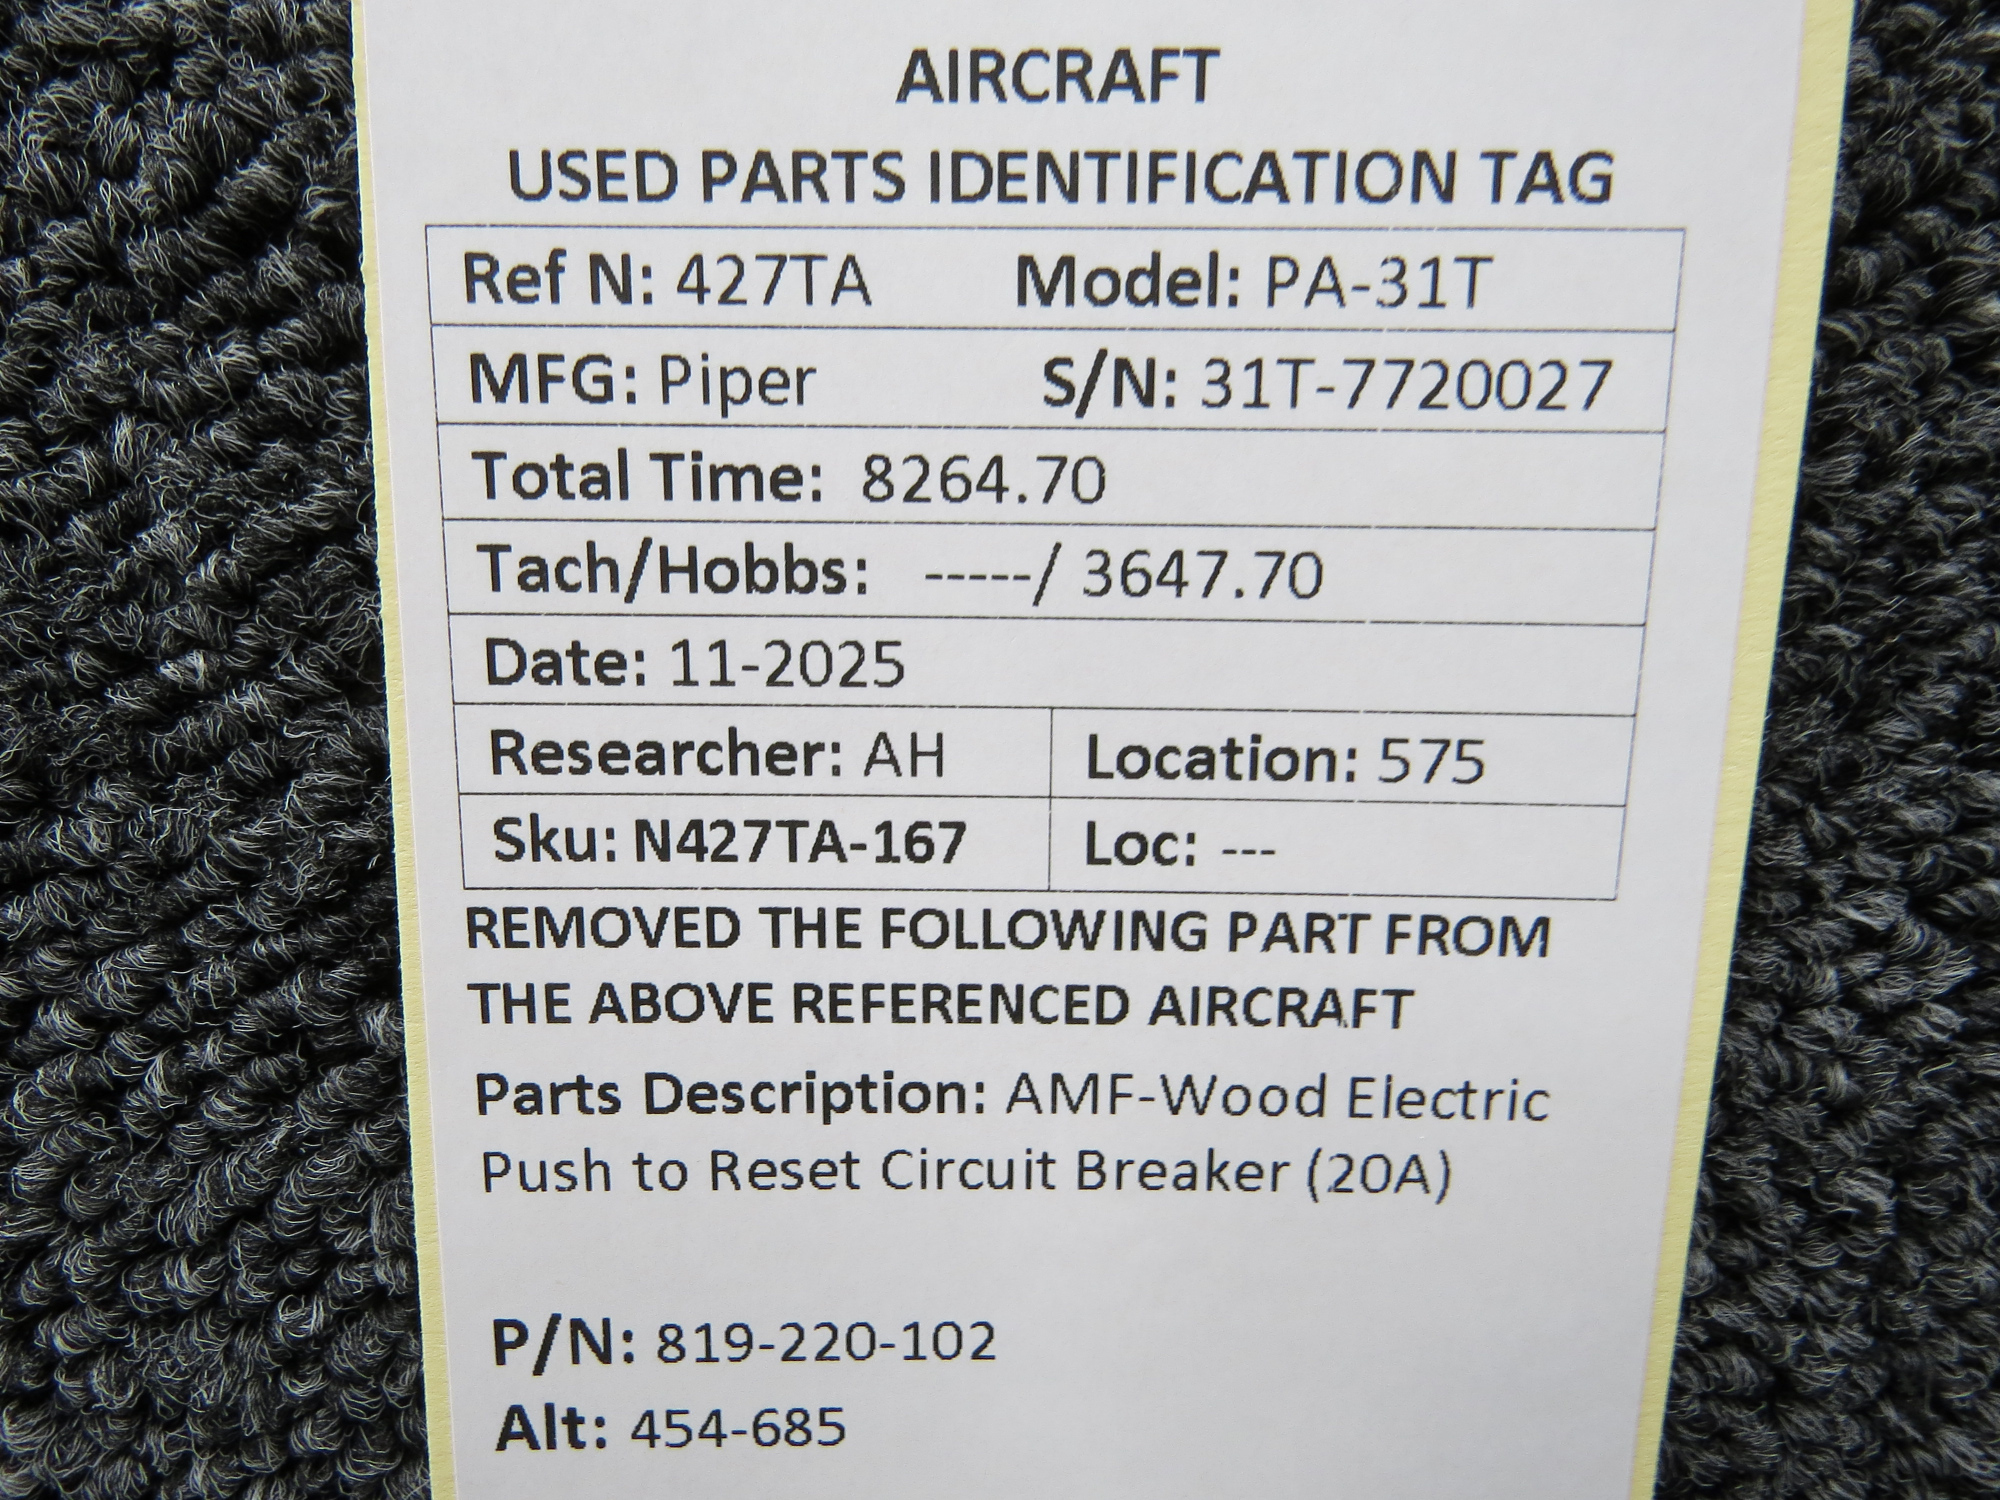 AIRCRAFT
USED PARTS IDENTIFICATION TAG
Ref N: 427TA Model: PA-31T
MFG: Piper S/N: 31T-7720027
Total Time: 8264.70
Tach/Hobbs: -----/ 3647.70
Date: 11-2025
Researcher: AH Location: 575
Sku: N427TA-167 Loc: ---
REMOVED THE FOLLOWING PART FROM
THE ABOVE REFERENCED AIRCRAFT
Parts Description: AMF-Wood Electric
Push to Reset Circuit Breaker (20A)
P/N: 819-220-102
Alt: 454-685